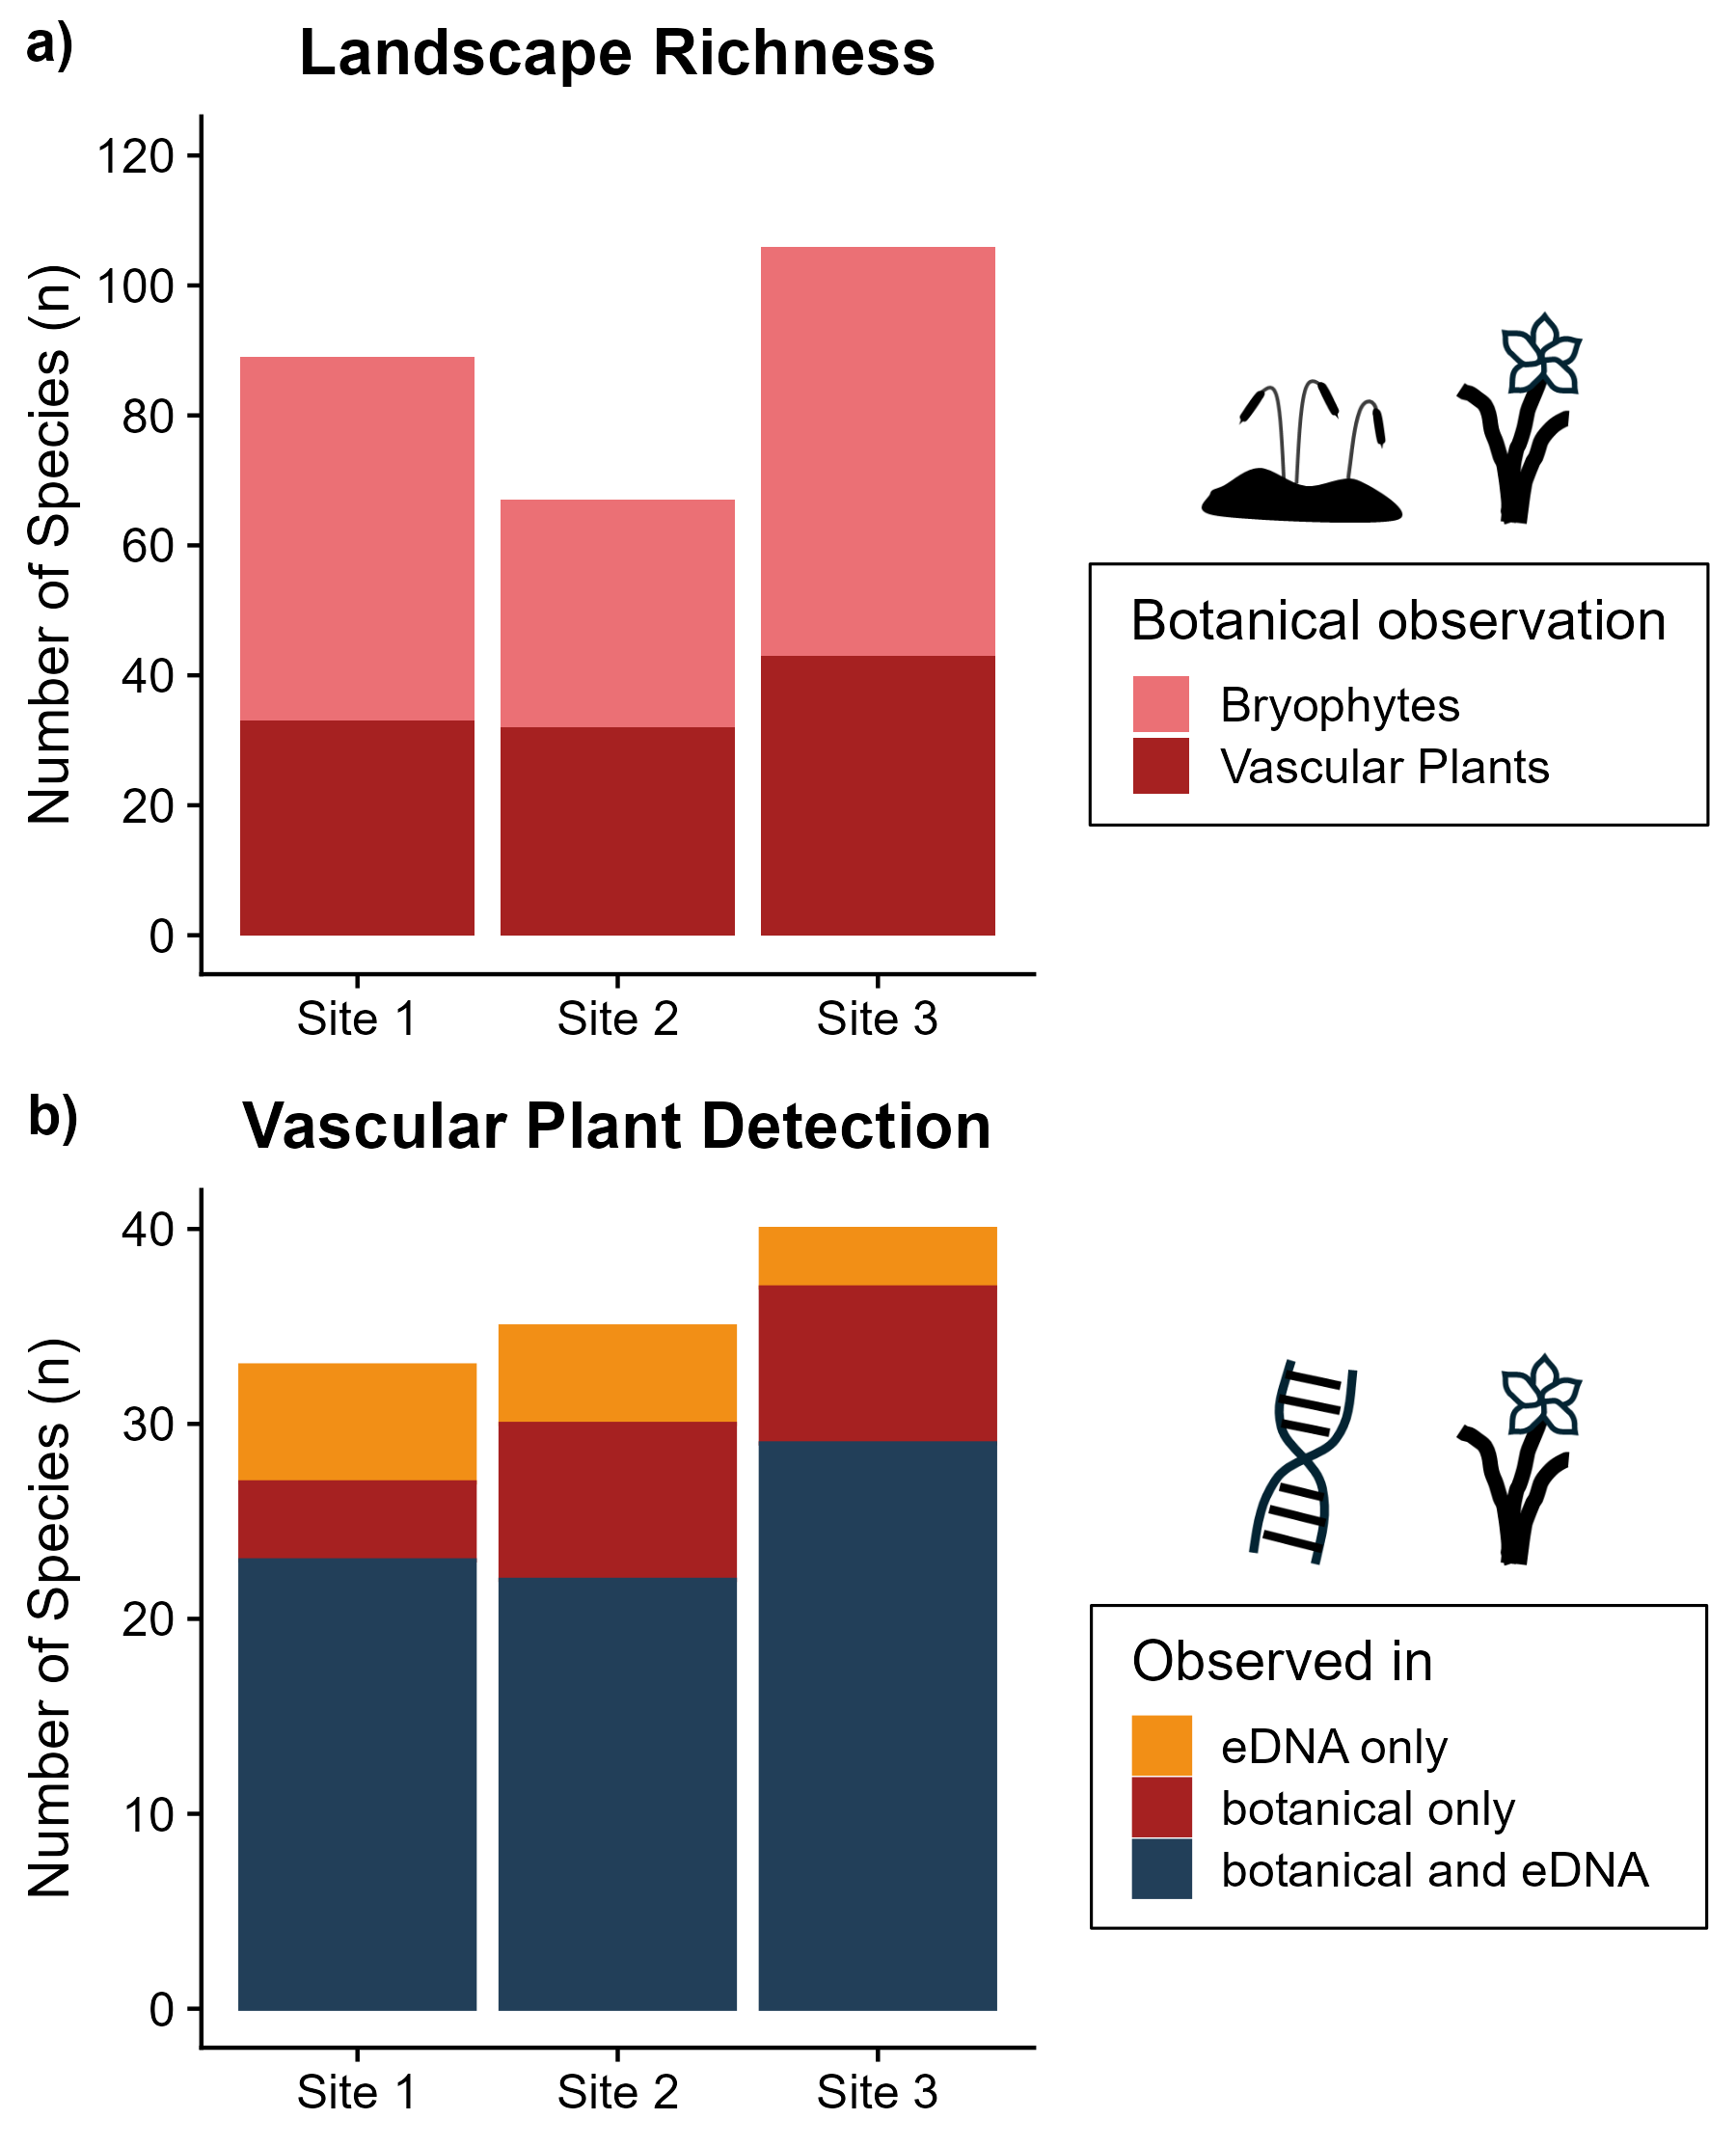 a)
Landscape Richness
Number of Species (n)
120
100
80
60
40
20
0
Site 1
Site 2
Site 3
Botanical observation
Bryophytes
Vascular Plants
b)
Vascular Plant Detection
Number of Species (n)
40
30
20
10
0
Site 1
Site 2
Site 3
Observed in
eDNA only
botanical only
botanical and eDNA